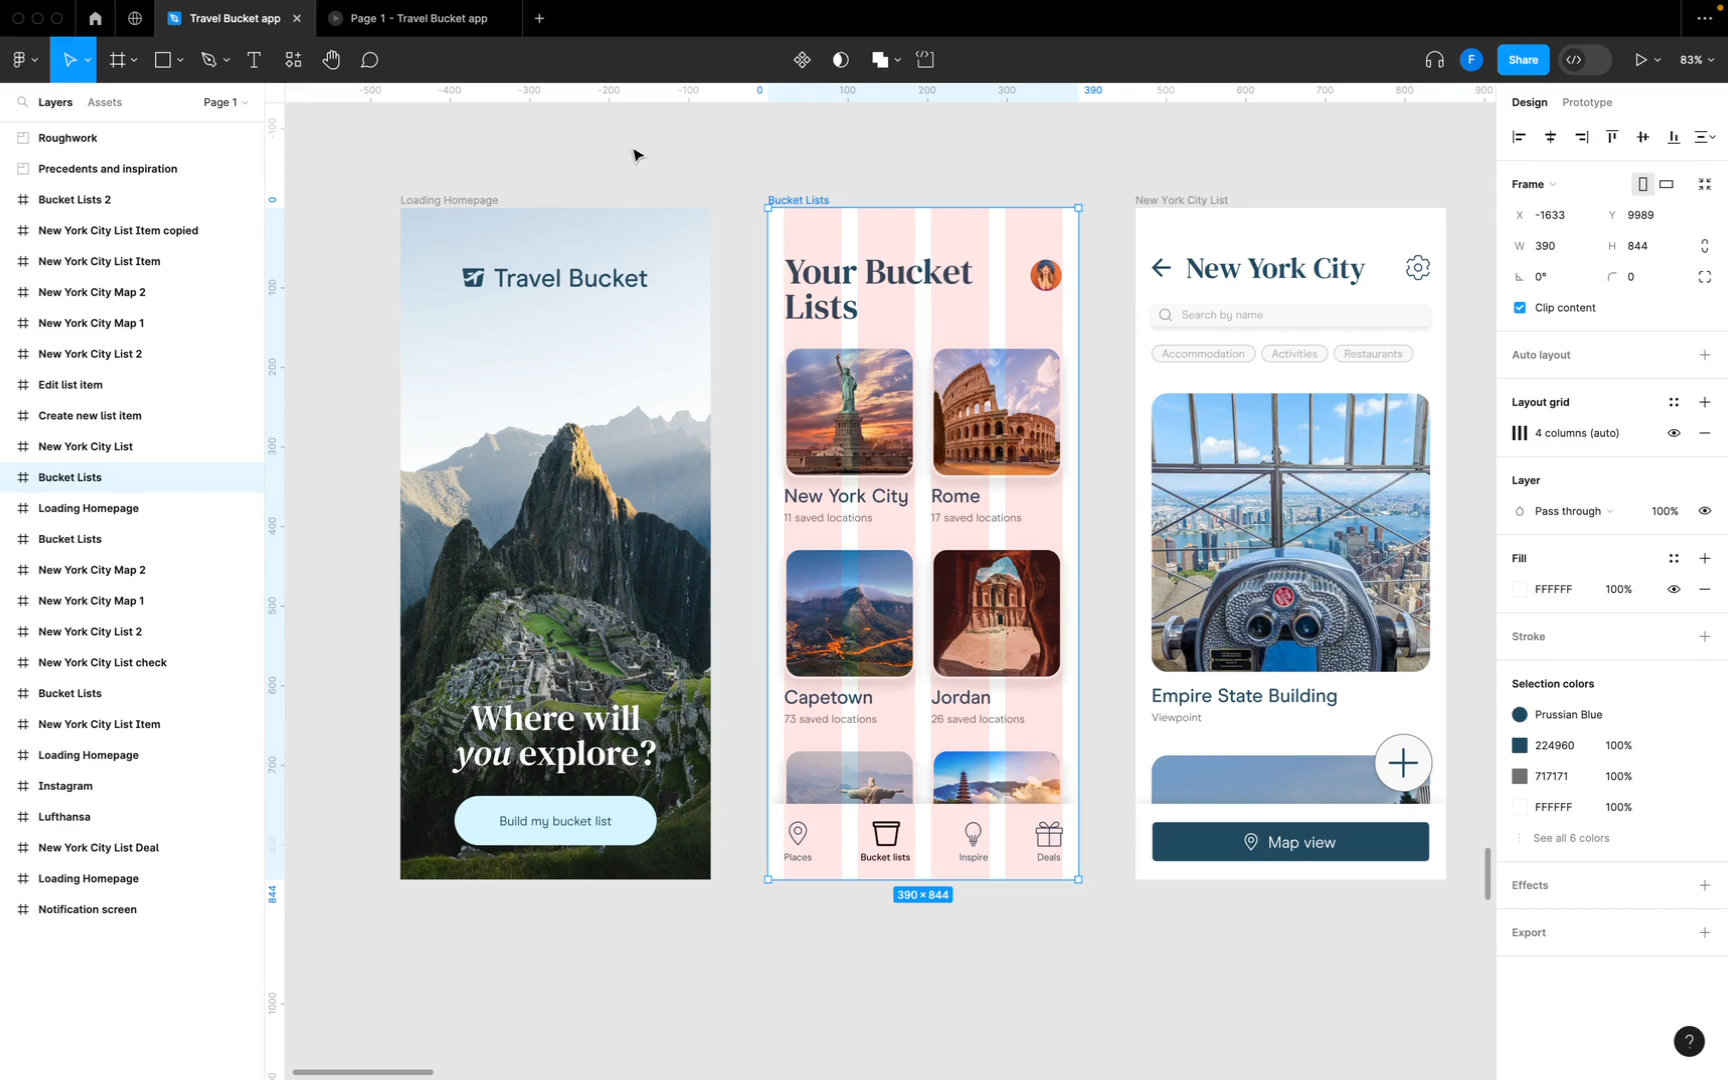 Travel Bucket app
Page 1 - Travel Bucket app
Share
83%
Layers
Assets
Page 1
Roughwork
Precedents and inspiration
Bucket Lists 2
New York City List Item copied
New York City List Item
New York City Map 2
New York City Map 1
New York City List 2
Edit list item
Create new list item
New York City List
Bucket Lists
Loading Homepage
Bucket Lists
New York City Map 2
New York City Map 1
New York City List 2
New York City List check
Bucket Lists
New York City List Item
Loading Homepage
Instagram
Lufthansa
New York City List Deal
Loading Homepage
Notification screen
-500
-400
-300
-200
-100
0
100
200
300
390
500
600
700
800
900
-100
0
100
200
300
400
500
600
700
800
844
1000
Loading Homepage
Travel Bucket
Where will
you explore?
Build my bucket list
Bucket Lists
Your Bucket
Lists
New York City
11 saved locations
Rome
17 saved locations
Capetown
73 saved locations
Jordan
26 saved locations
Places
Bucket lists
Inspire
Deals
390 × 844
New York City List
New York City
Search by name
Accommodation
Activities
Restaurants
Empire State Building
Viewpoint
Map view
F
Design
Prototype
Frame
X -1633
Y 9989
W 390
H 844
0°
0
Clip content
Auto layout
Layout grid
4 columns (auto)
Layer
Pass through
100%
Fill
FFFFFF 100%
Stroke
Selection colors
Prussian Blue
224960 100%
717171 100%
FFFFFF 100%
See all 6 colors
Effects
Export
?